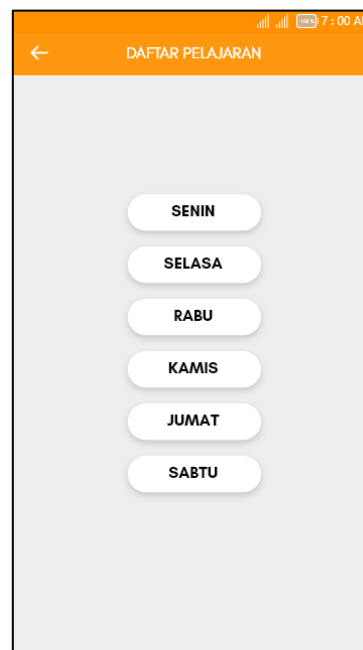 7 : 00 A
DAFTAR PELAJARAN
SENIN
SELASA
RABU
KAMIS
JUMAT
SABTU